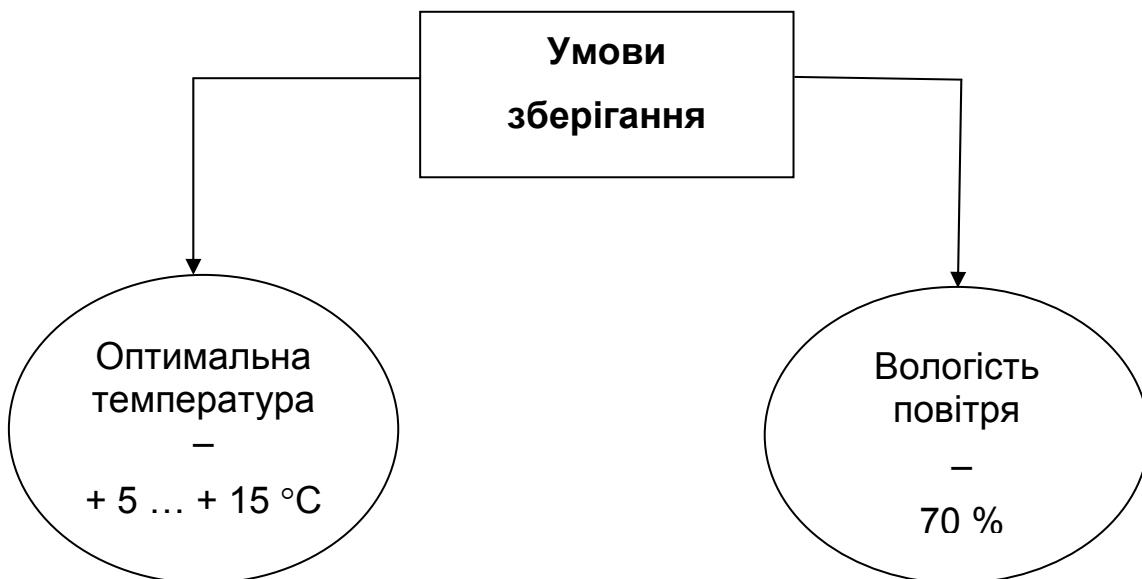 Умови
зберігання
Оптимальна
температура
–
+ 5 … + 15 °С
Вологість
повітря
–
70 %